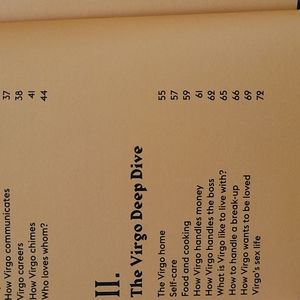 How Virgo communicates 37
Virgo careers 38
How Virgo chimes 41
Who loves whom? 44
II.
The Virgo Deep Dive
The Virgo home 55
Self-care 57
Food and cooking 59
How Virgo handles money 61
How Virgo handles the boss 62
What is Virgo like to live with? 65
How to handle a break-up 66
How Virgo wants to be loved 69
Virgo's sex life 72